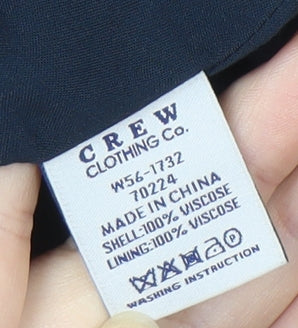 CREW
CLOTHING Co.
W56-1732
70224
MADE IN CHINA
SHELL:100% VISCOSE
LINING:100% VISCOSE
P
WASHING INSTRUCTION